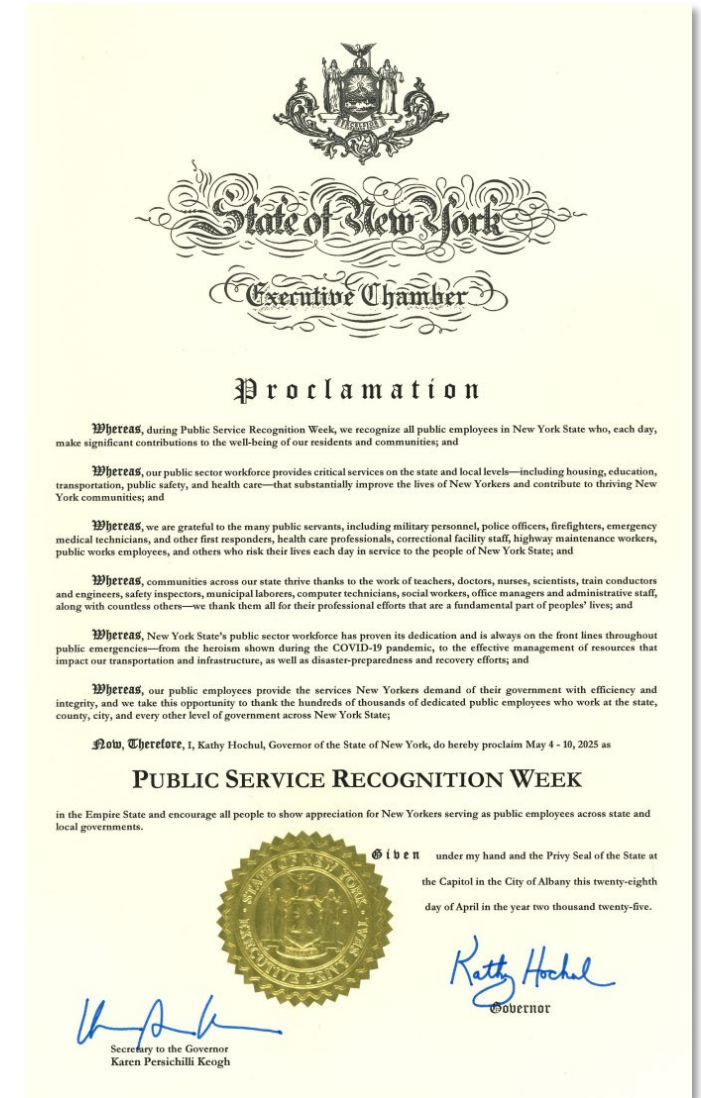 EXCELSIOR
State of New York
Executive Chamber
Proclamation
Whereas, during Public Service Recognition Week, we recognize all public employees in New York State who, each day,
make significant contributions to the well-being of our residents and communities; and
Whereas, our public sector workforce provides critical services on the state and local levels—including housing, education,
transportation, public safety, and health care—that substantially improve the lives of New Yorkers and contribute to thriving New
York communities; and
Whereas, we are grateful to the many public servants, including military personnel, police officers, firefighters, emergency
medical technicians, and other first responders, health care professionals, correctional facility staff, highway maintenance workers,
public works employees, and others who risk their lives each day in service to the people of New York State; and
Whereas, communities across our state thrive thanks to the work of teachers, doctors, nurses, scientists, train conductors
and engineers, safety inspectors, municipal laborers, computer technicians, social workers, office managers and administrative staff,
along with countless others—we thank them all for their professional efforts that are a fundamental part of peoples' lives; and
Whereas, New York State's public sector workforce has proven its dedication and is always on the front lines throughout
public emergencies—from the heroism shown during the COVID-19 pandemic, to the effective management of resources that
impact our transportation and infrastructure, as well as disaster-preparedness and recovery efforts; and
Whereas, our public employees provide the services New Yorkers demand of their government with efficiency and
integrity, and we take this opportunity to thank the hundreds of thousands of dedicated public employees who work at the state,
county, city, and every other level of government across New York State;
Now, Therefore, I, Kathy Hochul, Governor of the State of New York, do hereby proclaim May 4 - 10, 2025 as
PUBLIC SERVICE RECOGNITION WEEK
in the Empire State and encourage all people to show appreciation for New Yorkers serving as public employees across state and
local governments.
Given under my hand and the Privy Seal of the State at
the Capitol in the City of Albany this twenty-eighth
day of April in the year two thousand twenty-five.
STATE OF NEW YORK
EXECUTIVE PRIVY SEAL
Kathy Hochul
Governor
Secretary to the Governor
Karen Persichilli Keogh